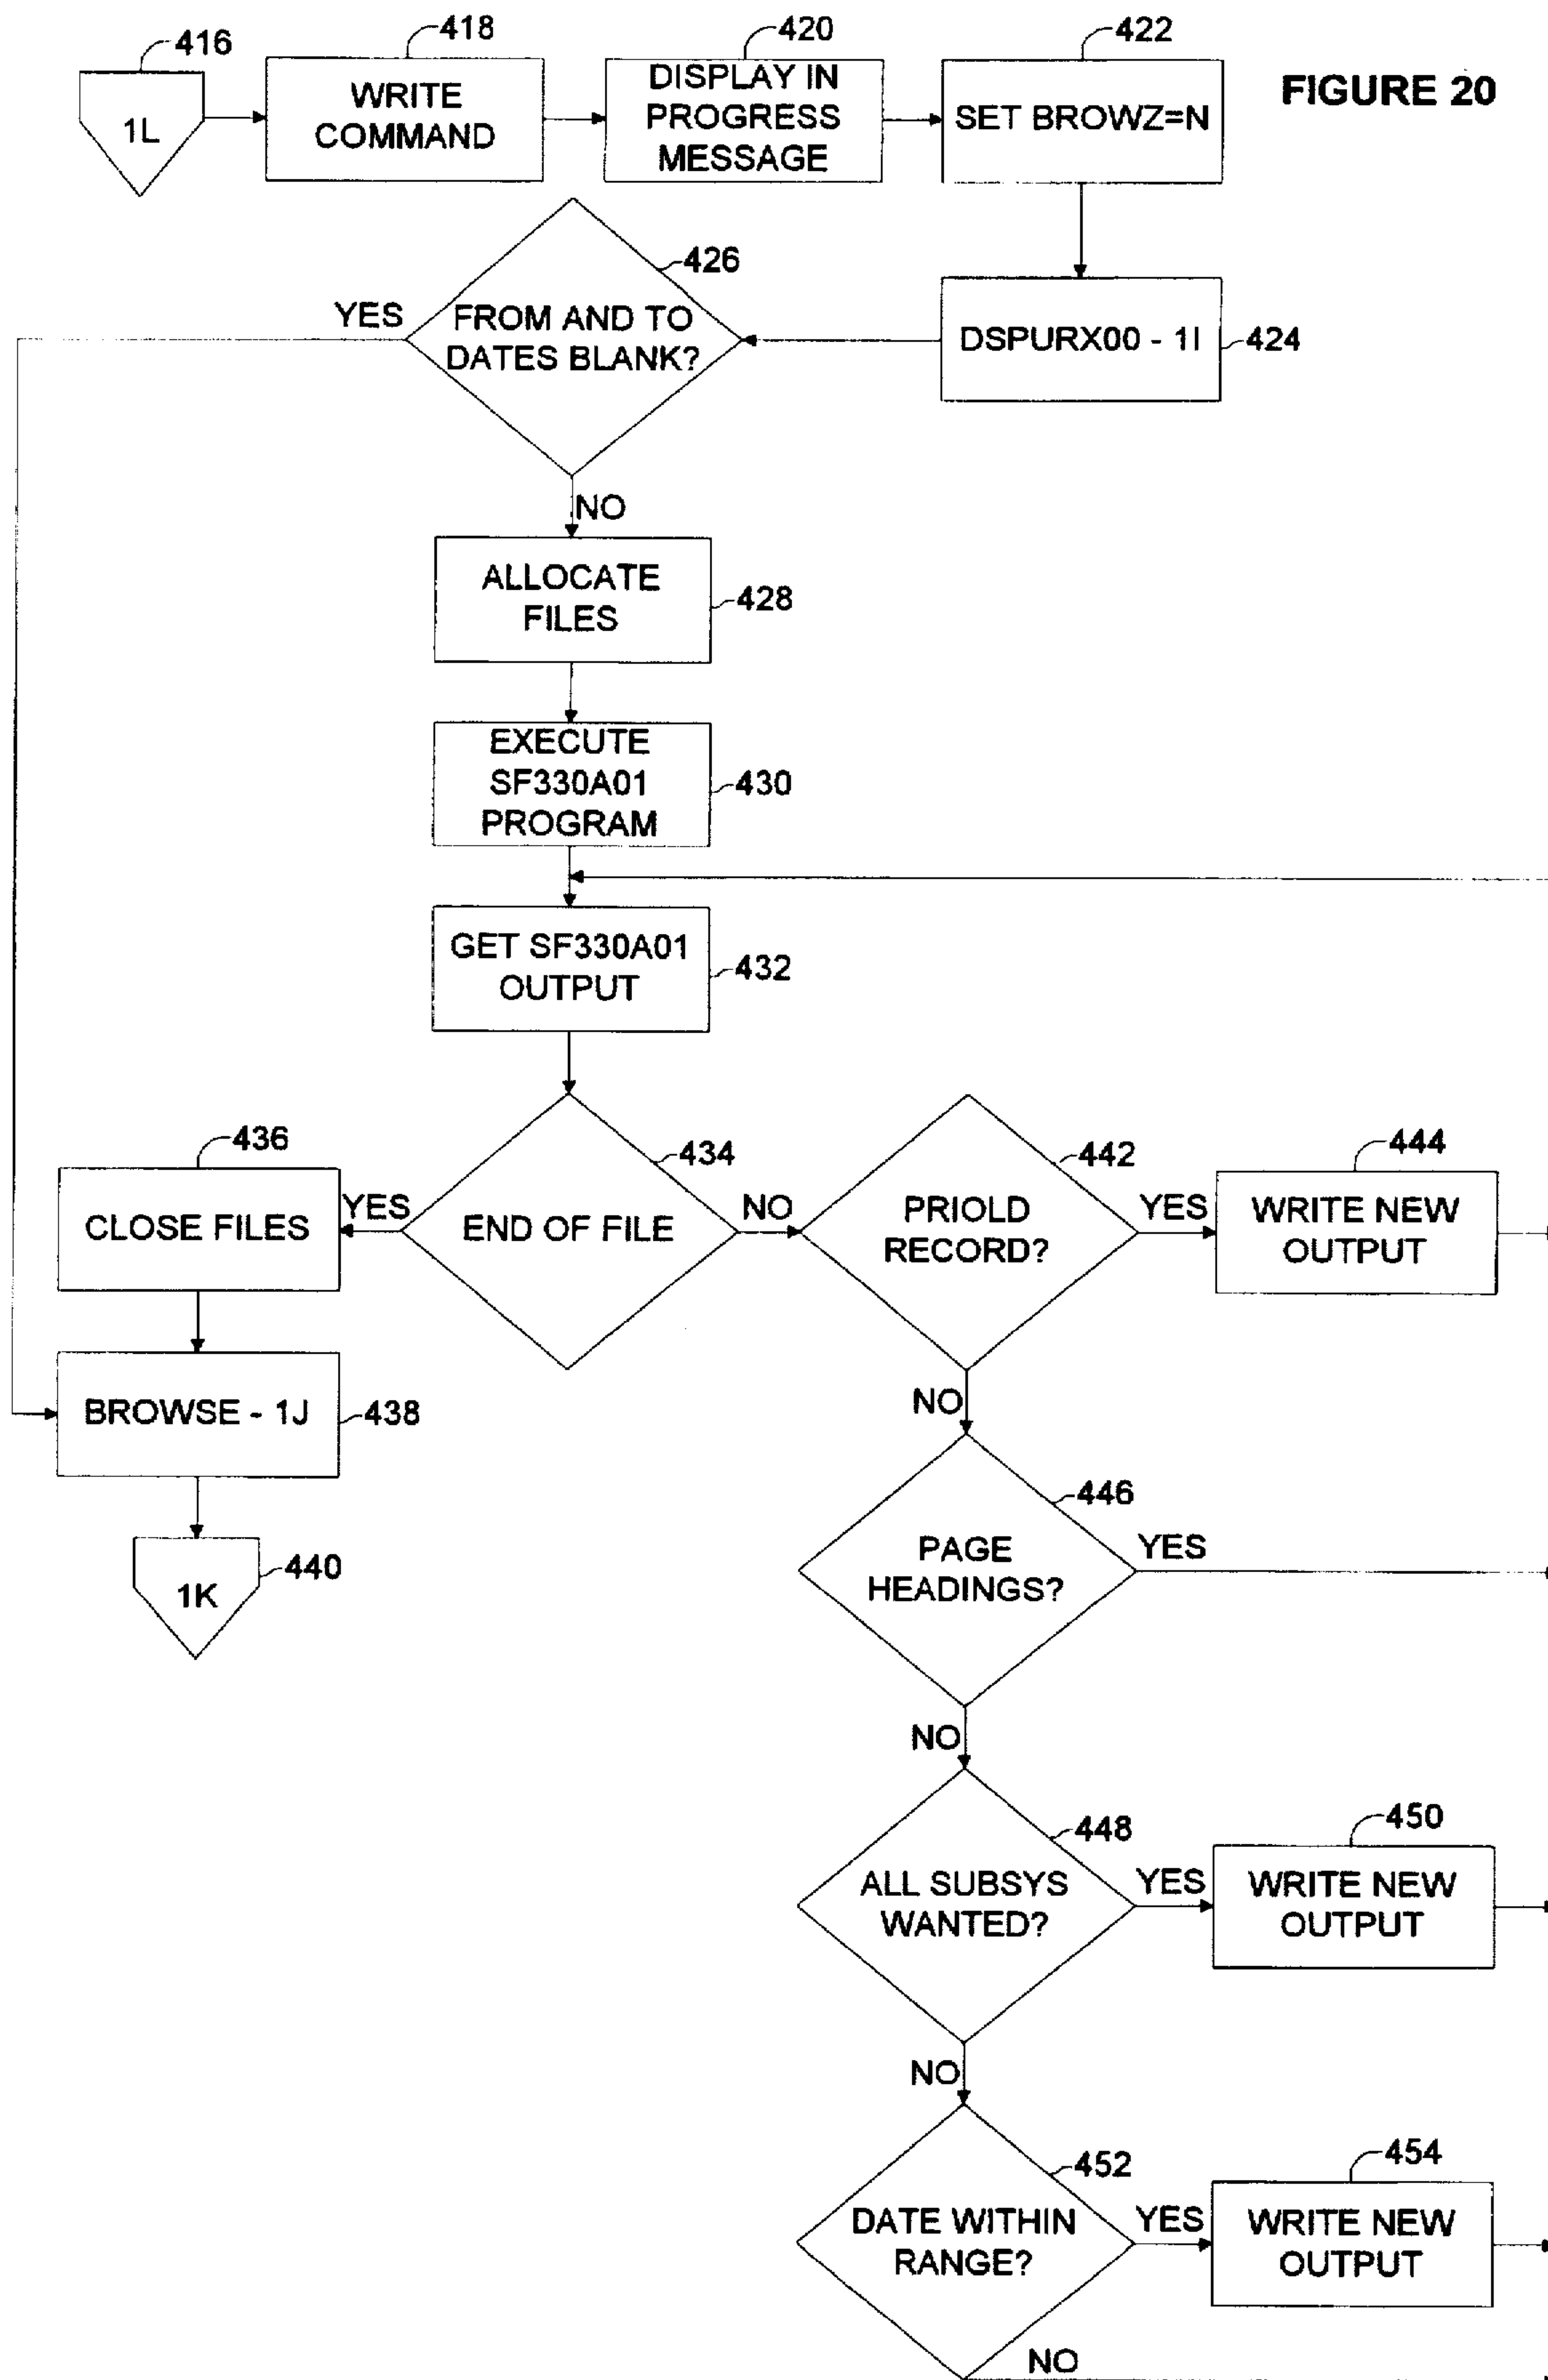 FIGURE 20
416
1L
418
WRITE
COMMAND
420
DISPLAY IN
PROGRESS
MESSAGE
422
SET BROWZ=N
DSPURX00 - 1I
424
426
FROM AND TO
DATES BLANK?
YES
NO
ALLOCATE
FILES
428
EXECUTE
SF330A01
PROGRAM
430
GET SF330A01
OUTPUT
432
434
END OF FILE
YES
NO
436
CLOSE FILES
BROWSE - 1J
438
1K
440
442
PRIOLD
RECORD?
YES
444
WRITE NEW
OUTPUT
NO
446
PAGE
HEADINGS?
YES
NO
448
ALL SUBSYS
WANTED?
YES
450
WRITE NEW
OUTPUT
NO
452
DATE WITHIN
RANGE?
YES
454
WRITE NEW
OUTPUT
NO